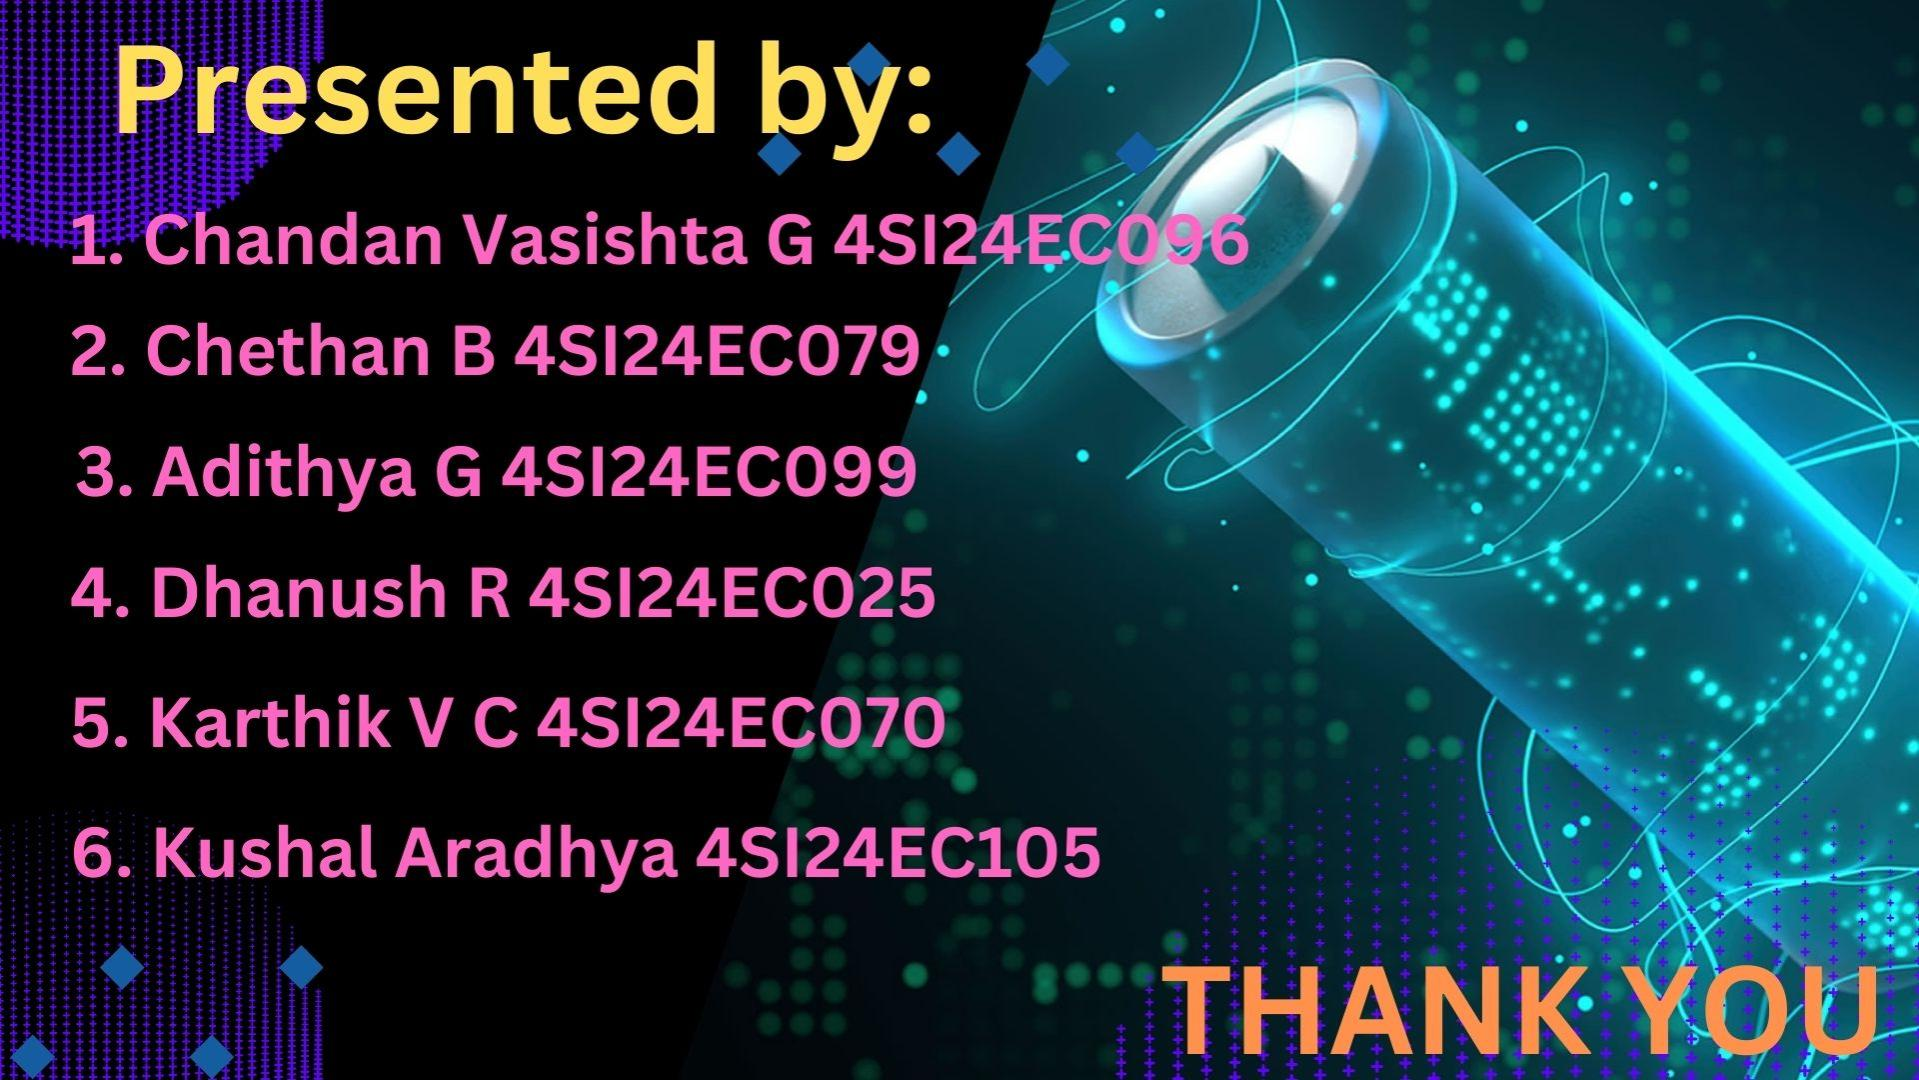 Presented by:
1. Chandan Vasishta G 4SI24EC096
2. Chethan B 4SI24EC079
3. Adithya G 4SI24EC099
4. Dhanush R 4SI24EC025
5. Karthik V C 4SI24EC070
6. Kushal Aradhya 4SI24EC105
THANK YOU